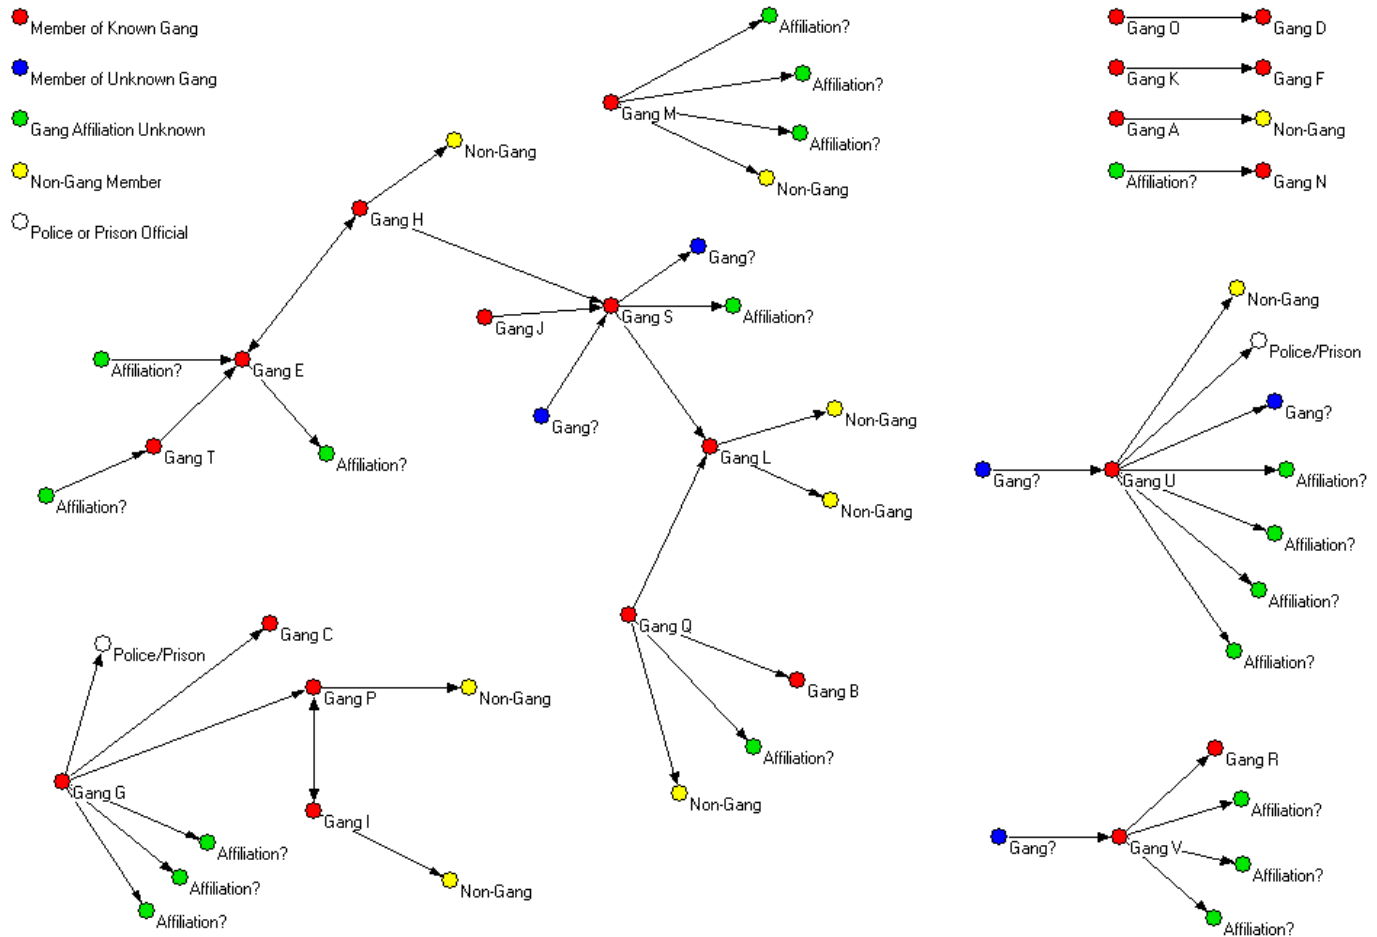 Member of Known Gang
Member of Unknown Gang
Gang Affiliation Unknown
Non-Gang Member
Police or Prison Official
Affiliation?
Affiliation?
Gang M
Affiliation?
Non-Gang
Gang O
Gang D
Gang K
Gang F
Gang A
Non-Gang
Affiliation?
Gang N
Non-Gang
Gang H
Gang?
Gang J
Gang S
Affiliation?
Affiliation?
Gang E
Gang?
Gang T
Affiliation?
Affiliation?
Non-Gang
Gang L
Non-Gang
Non-Gang
Police/Prison
Gang?
Gang?
Gang U
Affiliation?
Affiliation?
Affiliation?
Affiliation?
Gang Q
Gang B
Affiliation?
Non-Gang
Police/Prison
Gang C
Gang P
Non-Gang
Gang G
Gang I
Affiliation?
Affiliation?
Affiliation?
Non-Gang
Gang R
Affiliation?
Gang?
Gang V
Affiliation?
Affiliation?